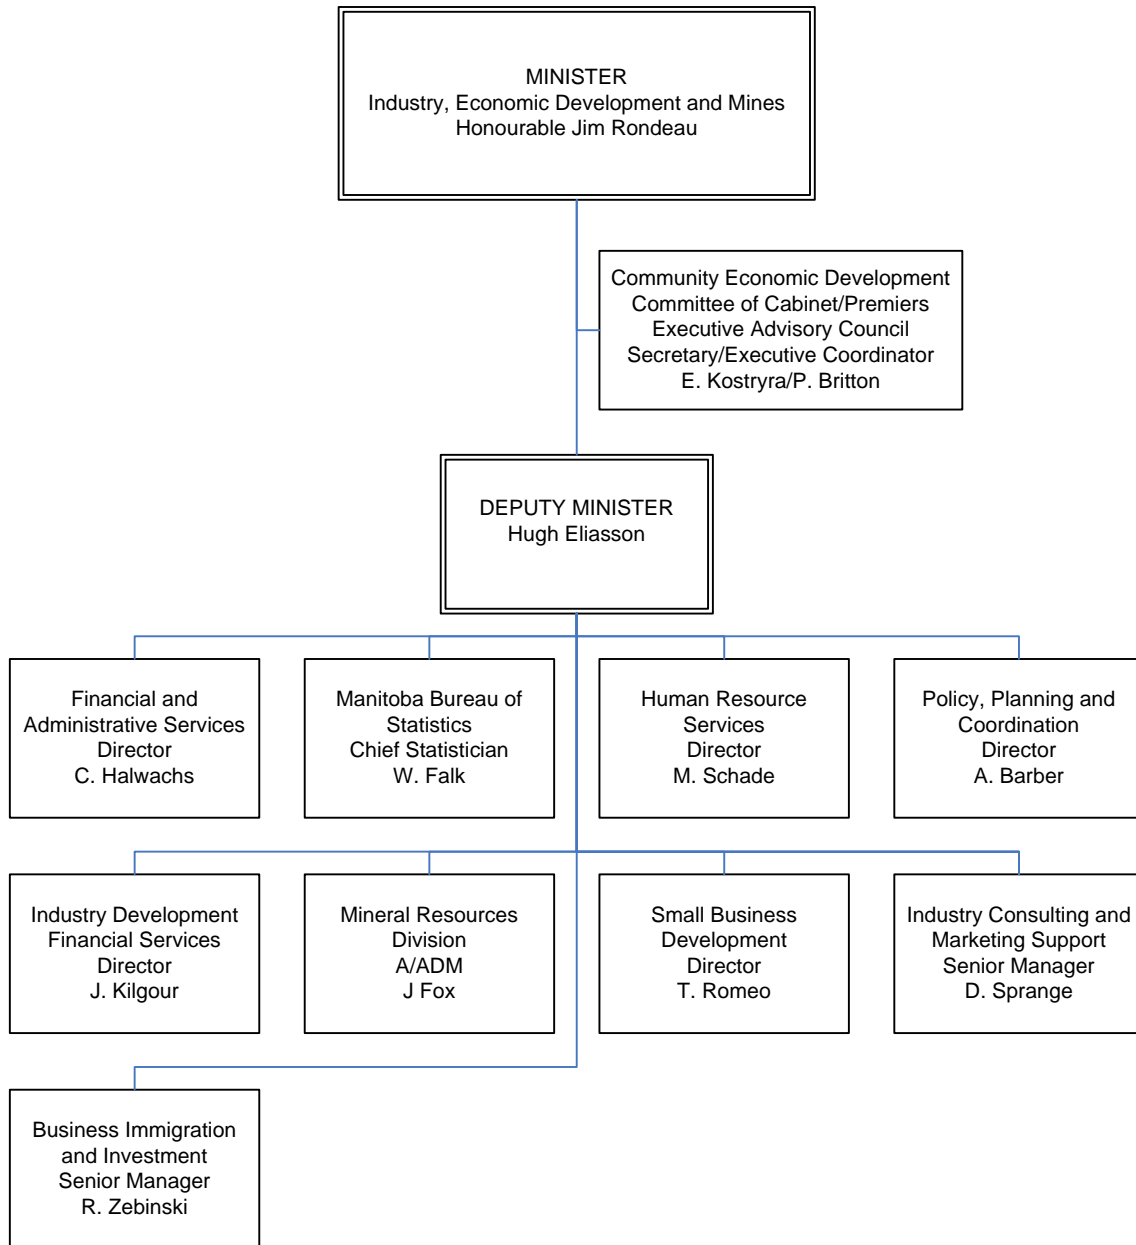 MINISTER
Industry, Economic Development and Mines
Honourable Jim Rondeau
Community Economic Development
Committee of Cabinet/Premiers
Executive Advisory Council
Secretary/Executive Coordinator
E. Kostryra/P. Britton
DEPUTY MINISTER
Hugh Eliasson
Financial and
Administrative Services
Director
C. Halwachs
Manitoba Bureau of
Statistics
Chief Statistician
W. Falk
Human Resource
Services
Director
M. Schade
Policy, Planning and
Coordination
Director
A. Barber
Industry Development
Financial Services
Director
J. Kilgour
Mineral Resources
Division
A/ADM
J Fox
Small Business
Development
Director
T. Romeo
Industry Consulting and
Marketing Support
Senior Manager
D. Sprange
Business Immigration
and Investment
Senior Manager
R. Zebinski